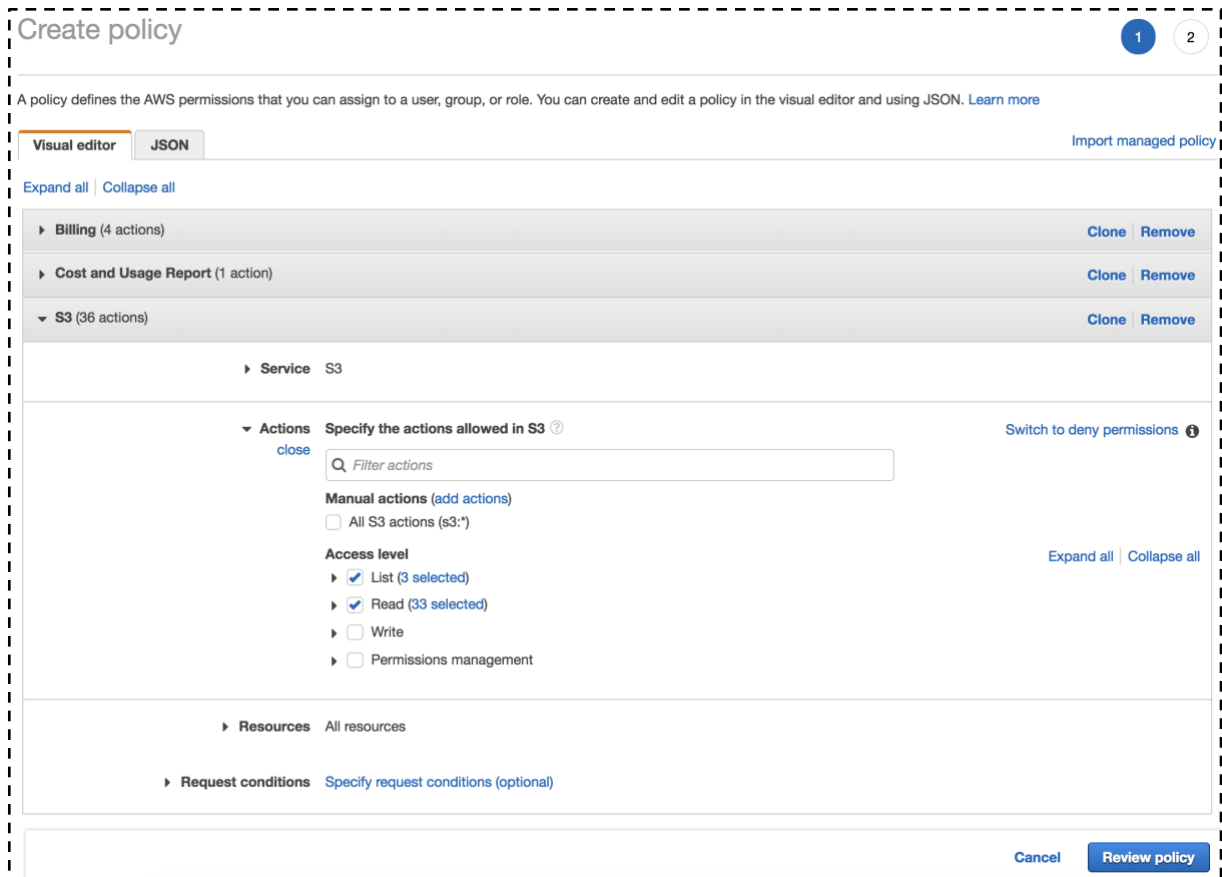 Create policy
1 2
A policy defines the AWS permissions that you can assign to a user, group, or role. You can create and edit a policy in the visual editor and using JSON. Learn more
Visual editor JSON
Import managed policy
Expand all Collapse all
Billing (4 actions) Clone Remove
Cost and Usage Report (1 action) Clone Remove
S3 (36 actions) Clone Remove
Service S3
Actions Specify the actions allowed in S3 ? Switch to deny permissions i
close
Filter actions
Manual actions (add actions)
All S3 actions (s3:*)
Access level Expand all Collapse all
List (3 selected)
Read (33 selected)
Write
Permissions management
Resources All resources
Request conditions Specify request conditions (optional)
Cancel Review policy